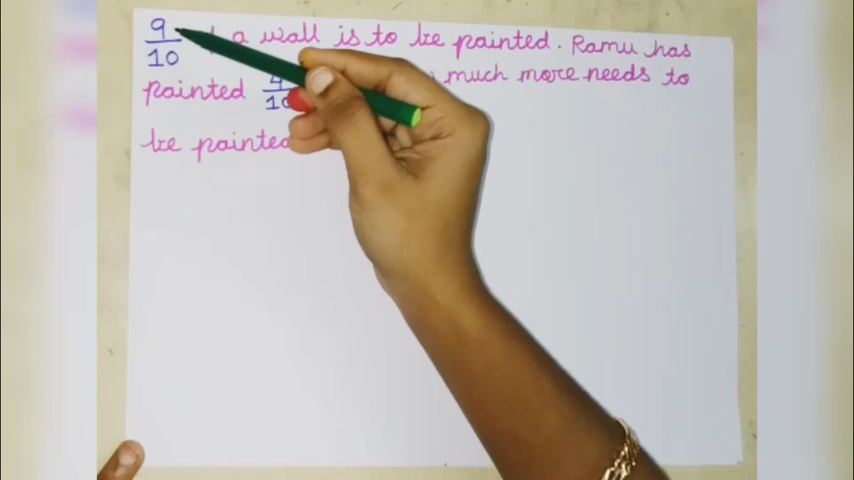 9/10 a wall is to be painted. Ramu has
painted 4/10 much more needs to
be painted